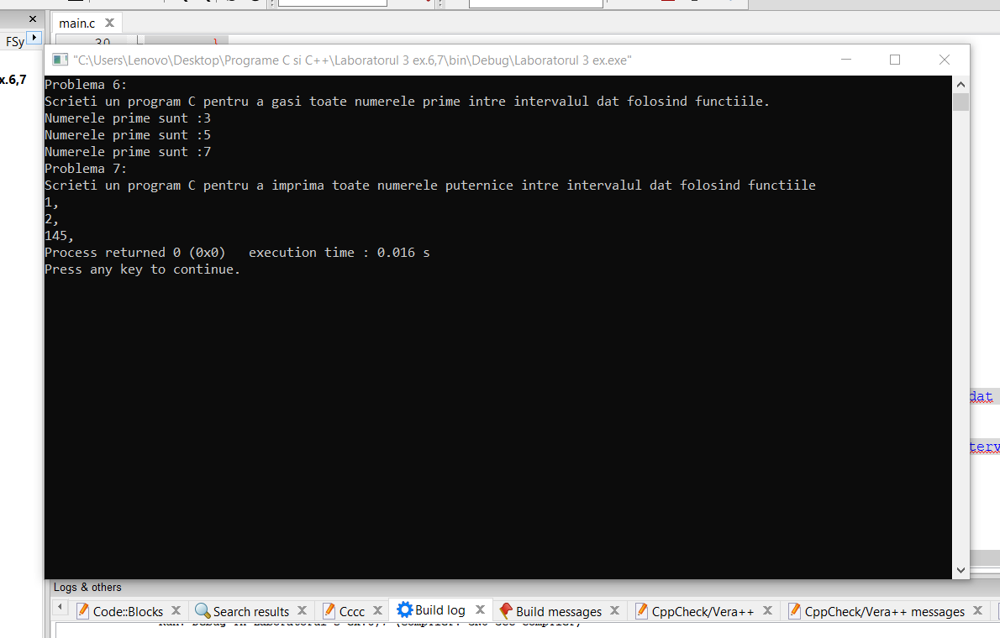 main.c
FSy
30
}
x.6,7
"C:\Users\Lenovo\Desktop\Programe C si C++\Laboratorul 3 ex.6,7\bin\Debug\Laboratorul 3 ex.exe"
Problema 6:
Scrieti un program C pentru a gasi toate numerele prime intre intervalul dat folosind functiile.
Numerele prime sunt :3
Numerele prime sunt :5
Numerele prime sunt :7
Problema 7:
Scrieti un program C pentru a imprima toate numerele puternice intre intervalul dat folosind functiile
1,
2,
145,
Process returned 0 (0x0)   execution time : 0.016 s
Press any key to continue.
dat
terv
Logs & others
Code::Blocks
Search results
Cccc
Build log
Build messages
CppCheck/Vera++
CppCheck/Vera++ messages